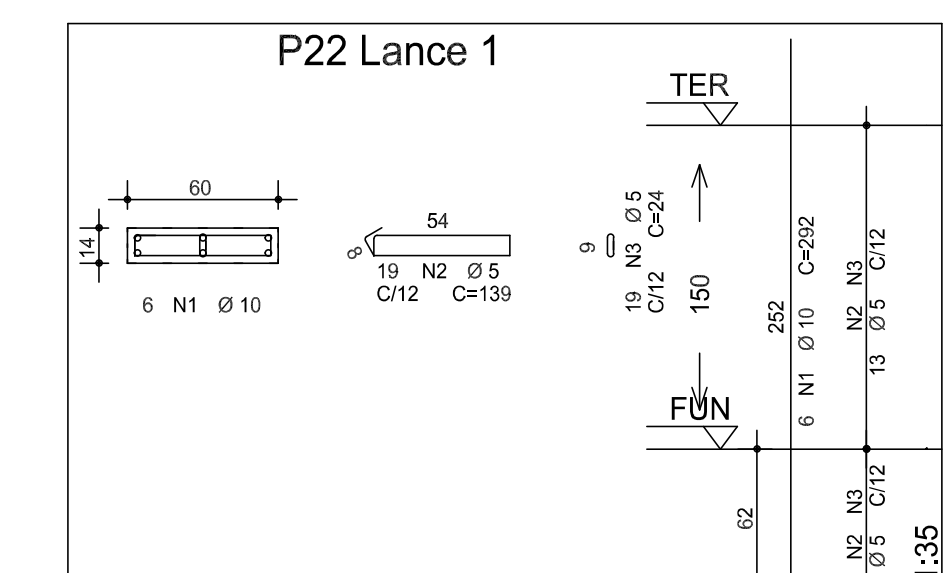 P22 Lance 1
TER
60
14
6 N1 Ø 10
54
8
19 N2 Ø 5
C/12 C=139
9
19 N3 Ø 5
C/12 C=24
150
252
6 N1 Ø 10 C=292
N2 N3
13 Ø 5 C/12
FUN
62
N2 N3
Ø 5 C/12
:35